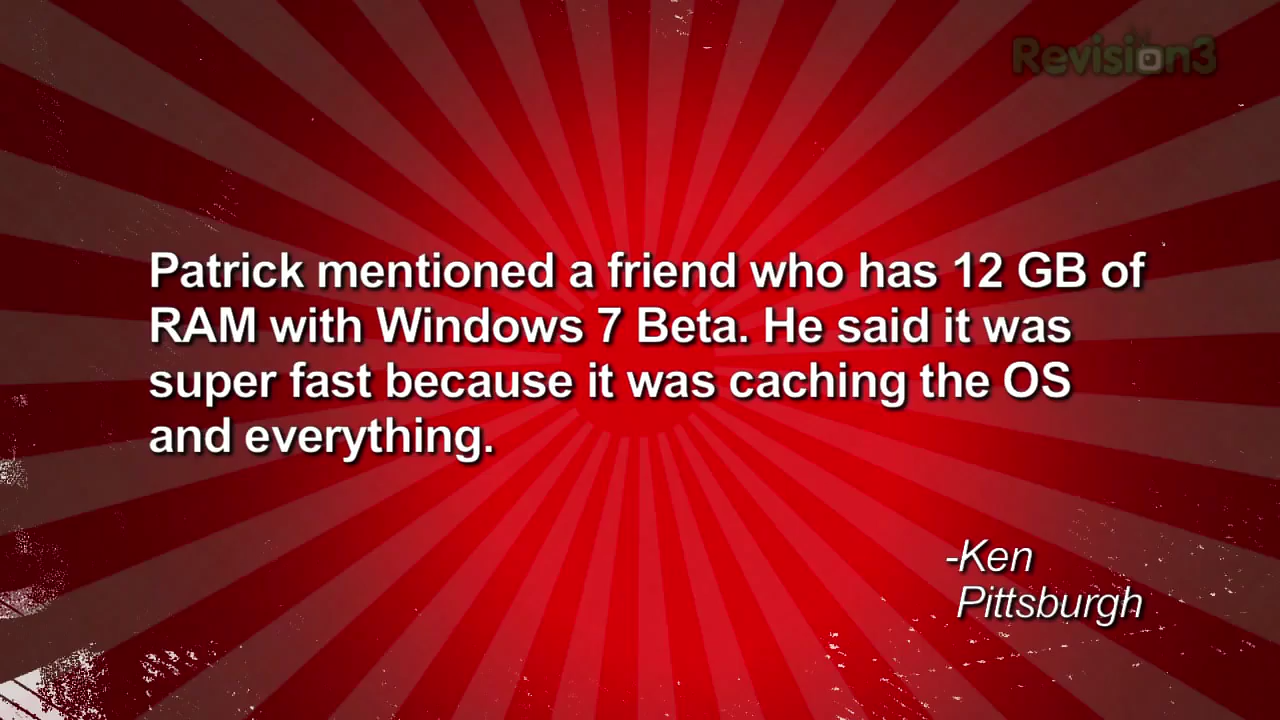 Revision3
Patrick mentioned a friend who has 12 GB of
RAM with Windows 7 Beta. He said it was
super fast because it was caching the OS
and everything.
-Ken
Pittsburgh